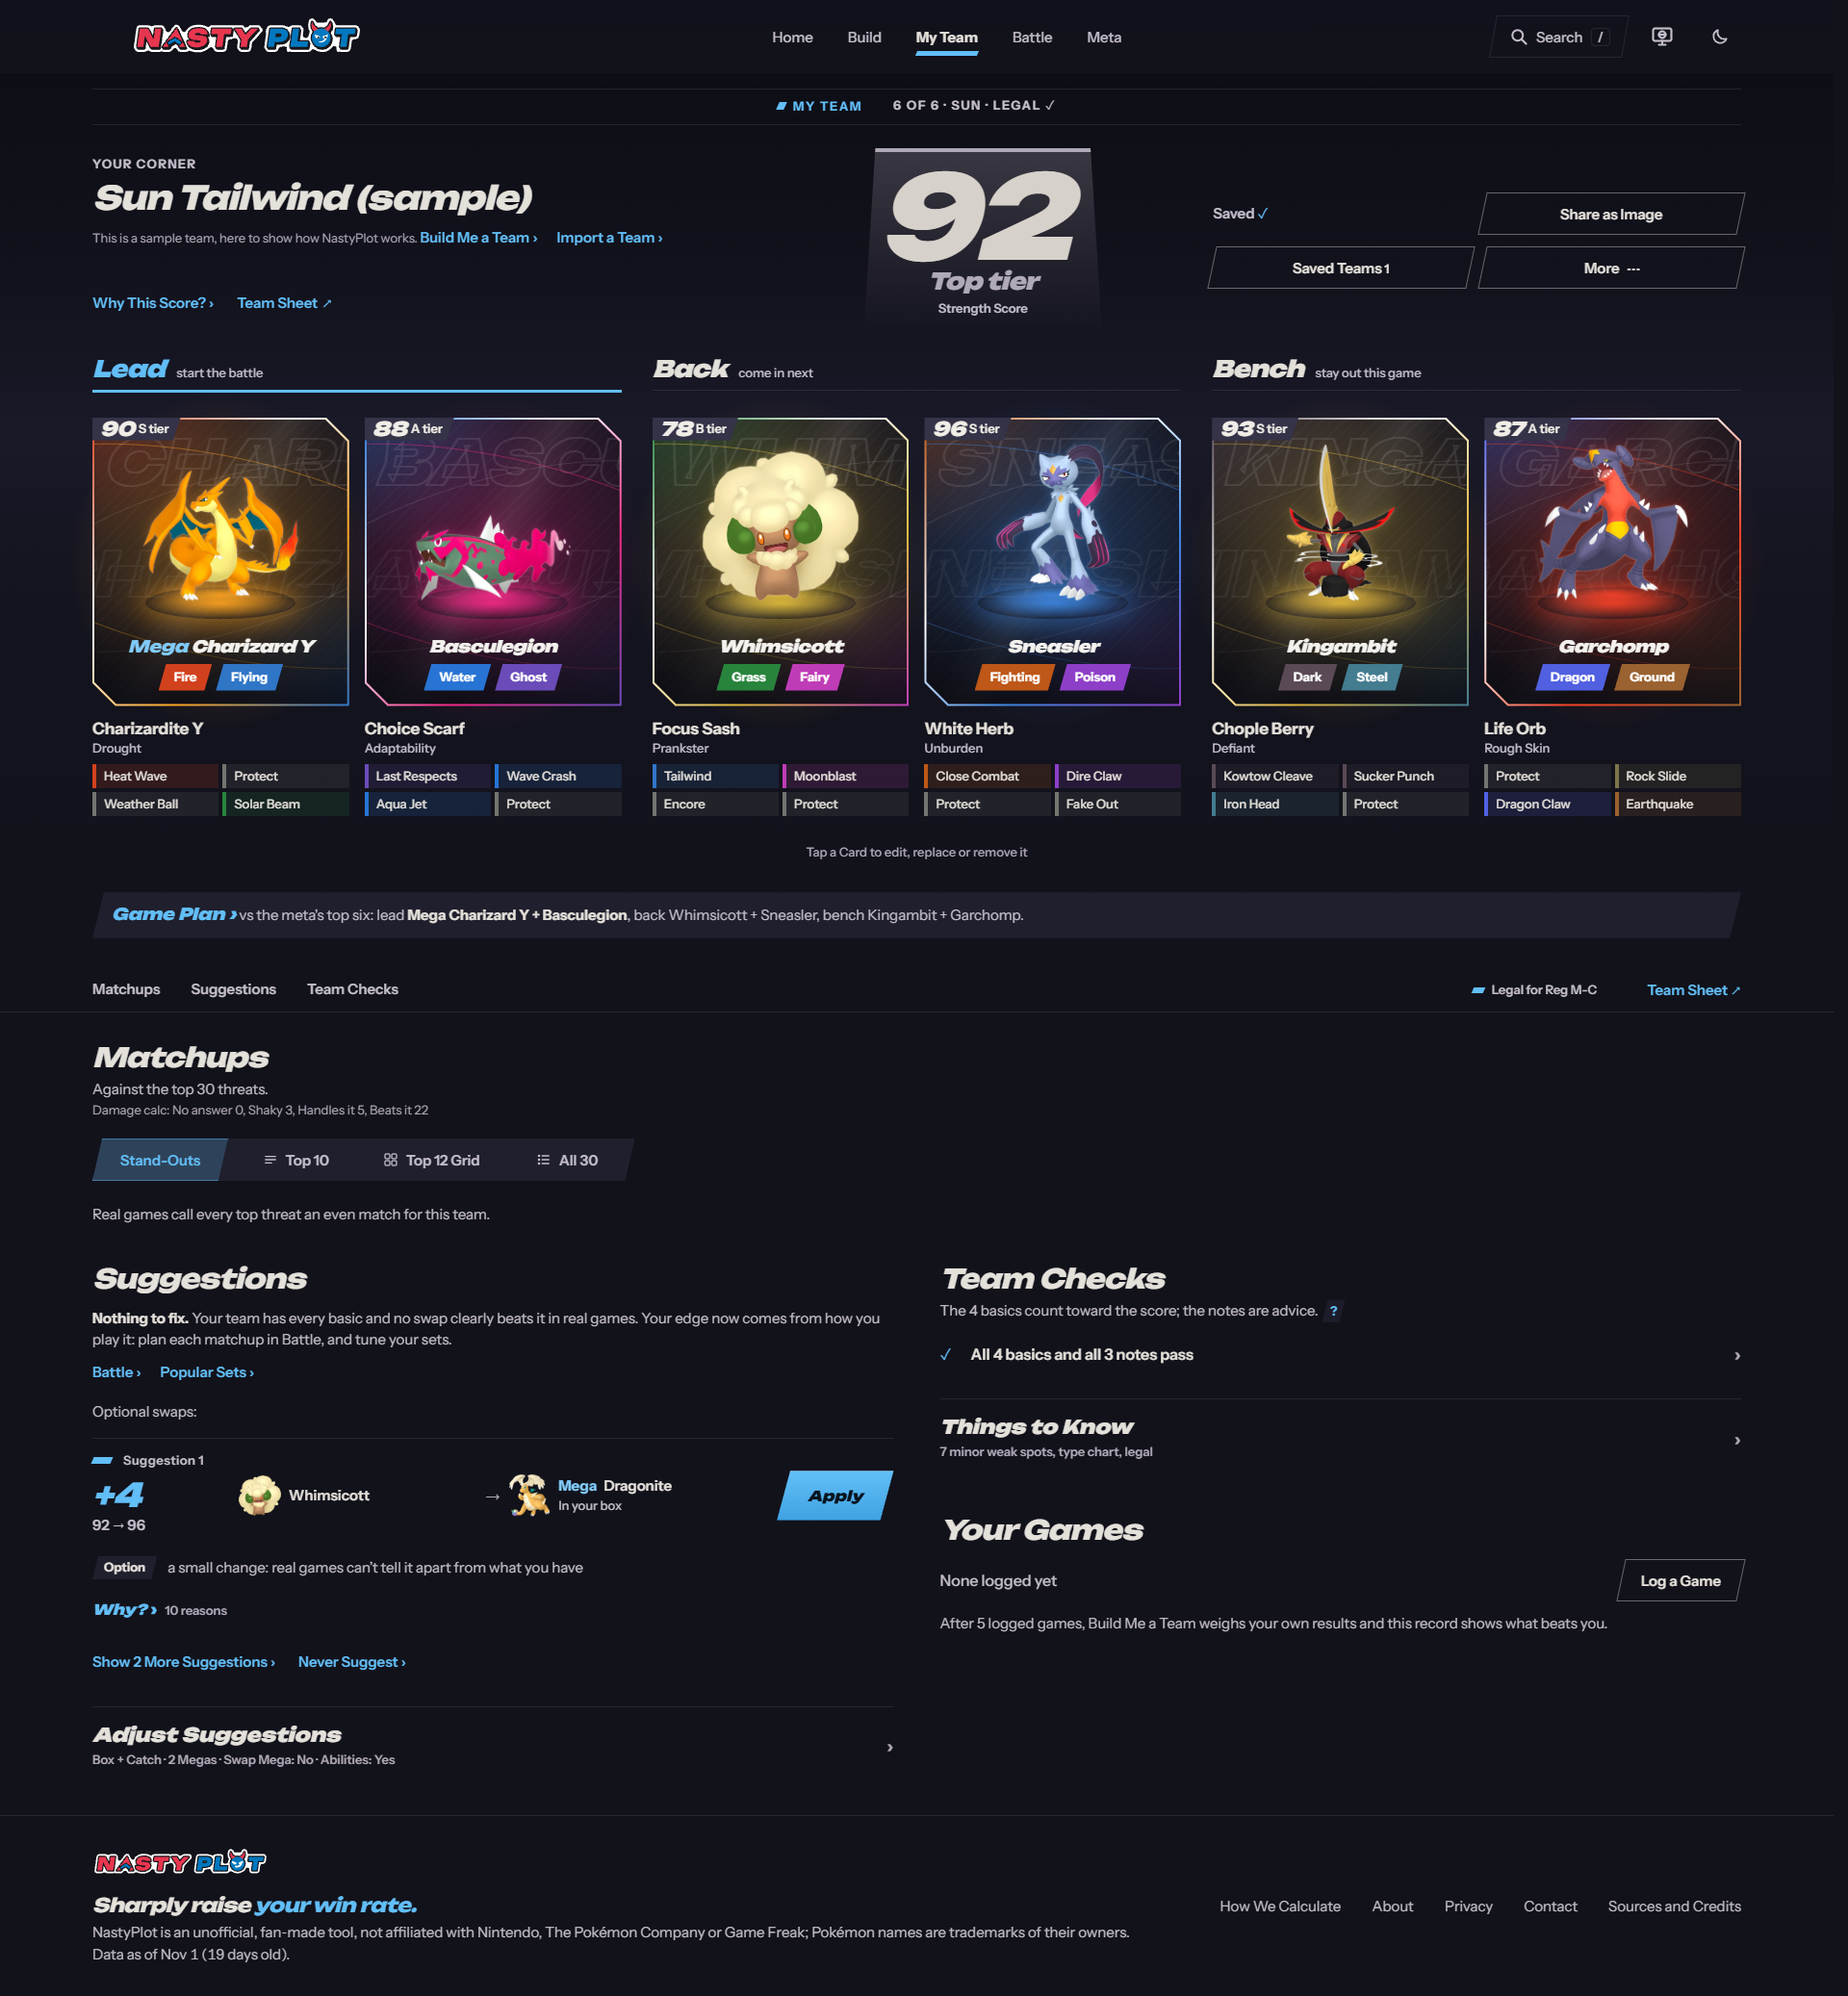 NASTY PLOT
Home Build My Team Battle Meta
Search /
MY TEAM 6 OF 6 · SUN · LEGAL ✓
YOUR CORNER
Sun Tailwind (sample)
This is a sample team, here to show how NastyPlot works. Build Me a Team › Import a Team ›
Why This Score? › Team Sheet ↗
92
Top tier
Strength Score
Saved ✓
Share as Image
Saved Teams 1
More ···
Lead start the battle
Back come in next
Bench stay out this game
90 S tier
Mega Charizard Y
Fire Flying
Charizardite Y
Drought
Heat Wave Protect
Weather Ball Solar Beam
88 A tier
Basculegion
Water Ghost
Choice Scarf
Adaptability
Last Respects Wave Crash
Aqua Jet Protect
78 B tier
Whimsicott
Grass Fairy
Focus Sash
Prankster
Tailwind Moonblast
Encore Protect
96 S tier
Sneasler
Fighting Poison
White Herb
Unburden
Close Combat Dire Claw
Protect Fake Out
93 S tier
Kingambit
Dark Steel
Chople Berry
Defiant
Kowtow Cleave Sucker Punch
Iron Head Protect
87 A tier
Garchomp
Dragon Ground
Life Orb
Rough Skin
Protect Rock Slide
Dragon Claw Earthquake
Tap a Card to edit, replace or remove it
Game Plan › vs the meta's top six: lead Mega Charizard Y + Basculegion, back Whimsicott + Sneasler, bench Kingambit + Garchomp.
Matchups Suggestions Team Checks
Legal for Reg M-C Team Sheet ↗
Matchups
Against the top 30 threats.
Damage calc: No answer 0, Shaky 3, Handles it 5, Beats it 22
Stand-Outs Top 10 Top 12 Grid All 30
Real games call every top threat an even match for this team.
Suggestions
Nothing to fix. Your team has every basic and no swap clearly beats it in real games. Your edge now comes from how you
play it: plan each matchup in Battle, and tune your sets.
Battle › Popular Sets ›
Optional swaps:
Suggestion 1
+4
92 → 96
Whimsicott
→
Mega Dragonite
In your box
Apply
Option a small change: real games can't tell it apart from what you have
Why? › 10 reasons
Show 2 More Suggestions › Never Suggest ›
Adjust Suggestions
Box + Catch · 2 Megas · Swap Mega: No · Abilities: Yes
›
Team Checks
The 4 basics count toward the score; the notes are advice. ?
✓ All 4 basics and all 3 notes pass ›
Things to Know
7 minor weak spots, type chart, legal
›
Your Games
None logged yet
Log a Game
After 5 logged games, Build Me a Team weighs your own results and this record shows what beats you.
NASTY PLOT
Sharply raise your win rate.
NastyPlot is an unofficial, fan-made tool, not affiliated with Nintendo, The Pokémon Company or Game Freak; Pokémon names are trademarks of their owners.
Data as of Nov 1 (19 days old).
How We Calculate About Privacy Contact Sources and Credits